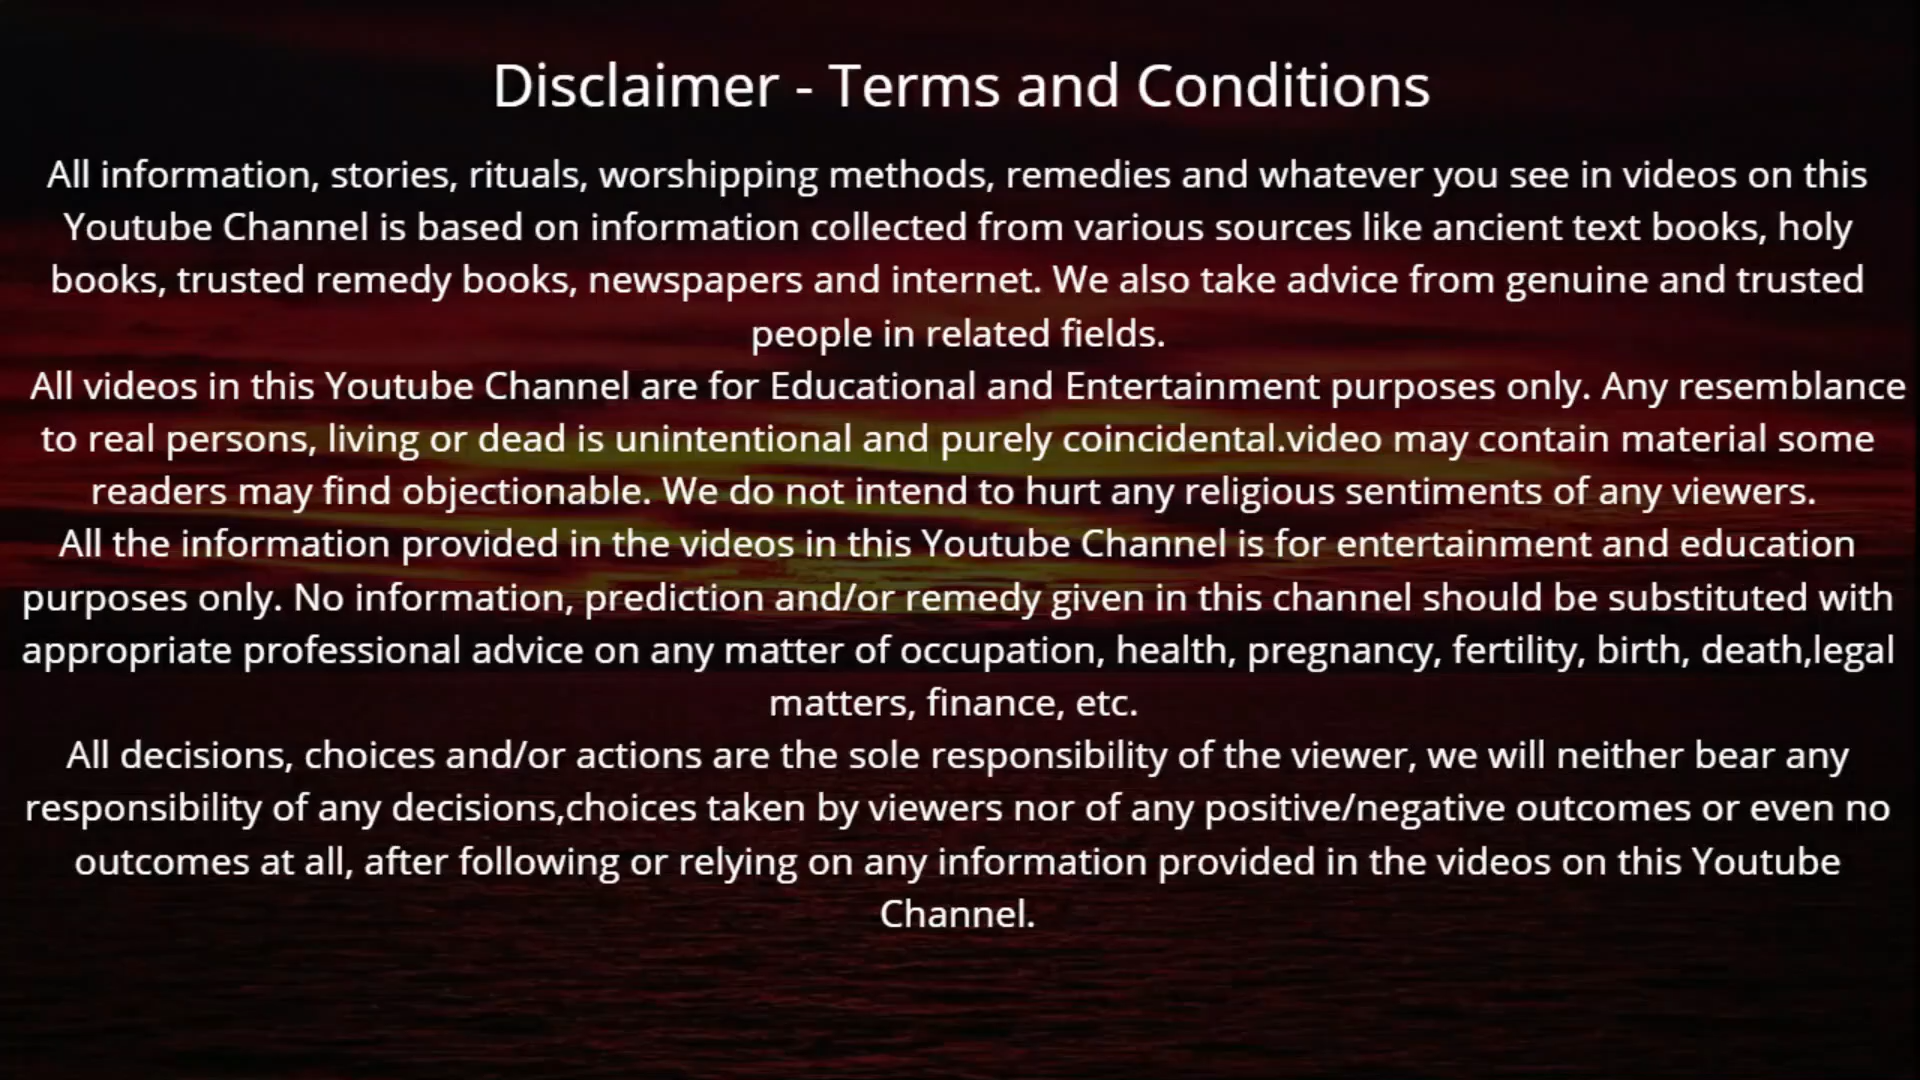 Disclaimer - Terms and Conditions
All information, stories, rituals, worshipping methods, remedies and whatever you see in videos on this
Youtube Channel is based on information collected from various sources like ancient text books, holy
books, trusted remedy books, newspapers and internet. We also take advice from genuine and trusted
people in related fields.
All videos in this Youtube Channel are for Educational and Entertainment purposes only. Any resemblance
to real persons, living or dead is unintentional and purely coincidental.video may contain material some
readers may find objectionable. We do not intend to hurt any religious sentiments of any viewers.
All the information provided in the videos in this Youtube Channel is for entertainment and education
purposes only. No information, prediction and/or remedy given in this channel should be substituted with
appropriate professional advice on any matter of occupation, health, pregnancy, fertility, birth, death,legal
matters, finance, etc.
All decisions, choices and/or actions are the sole responsibility of the viewer, we will neither bear any
responsibility of any decisions,choices taken by viewers nor of any positive/negative outcomes or even no
outcomes at all, after following or relying on any information provided in the videos on this Youtube
Channel.